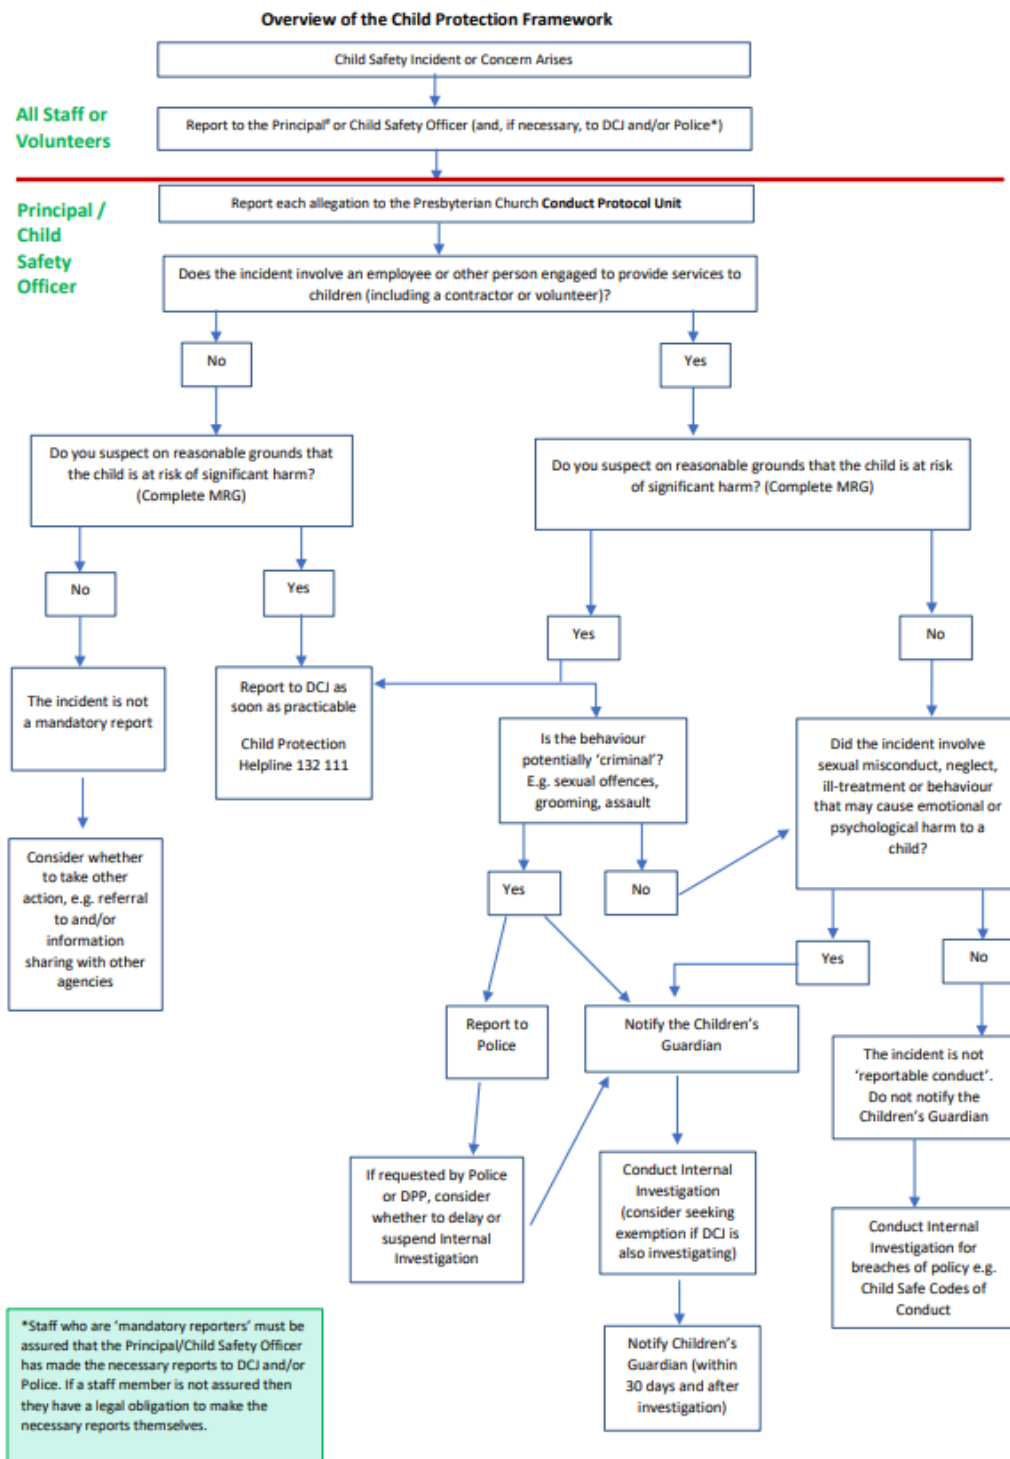 Overview of the Child Protection Framework
Child Safety Incident or Concern Arises
All Staff or
Volunteers
Report to the Principal# or Child Safety Officer (and, if necessary, to DCJ and/or Police*)
Principal /
Child
Safety
Officer
Report each allegation to the Presbyterian Church Conduct Protocol Unit
Does the incident involve an employee or other person engaged to provide services to
children (including a contractor or volunteer)?
No
Yes
Do you suspect on reasonable grounds that
the child is at risk of significant harm?
(Complete MRG)
Do you suspect on reasonable grounds that the child is at risk
of significant harm? (Complete MRG)
No
Yes
Yes
No
The incident is not
a mandatory report
Report to DCJ as
soon as practicable
Child Protection
Helpline 132 111
Is the behaviour
potentially ‘criminal’?
E.g. sexual offences,
grooming, assault
Did the incident involve
sexual misconduct, neglect,
ill-treatment or behaviour
that may cause emotional or
psychological harm to a
child?
Consider whether
to take other
action, e.g. referral
to and/or
information
sharing with other
agencies
Yes
No
Yes
No
Report to
Police
Notify the Children’s
Guardian
The incident is not
‘reportable conduct’.
Do not notify the
Children’s Guardian
If requested by Police
or DPP, consider
whether to delay or
suspend Internal
Investigation
Conduct Internal
Investigation
(consider seeking
exemption if DCJ is
also investigating)
Conduct Internal
Investigation for
breaches of policy e.g.
Child Safe Codes of
Conduct
*Staff who are ‘mandatory reporters’ must be
assured that the Principal/Child Safety Officer
has made the necessary reports to DCJ and/or
Police. If a staff member is not assured then
they have a legal obligation to make the
necessary reports themselves.
Notify Children’s
Guardian (within
30 days and after
investigation)